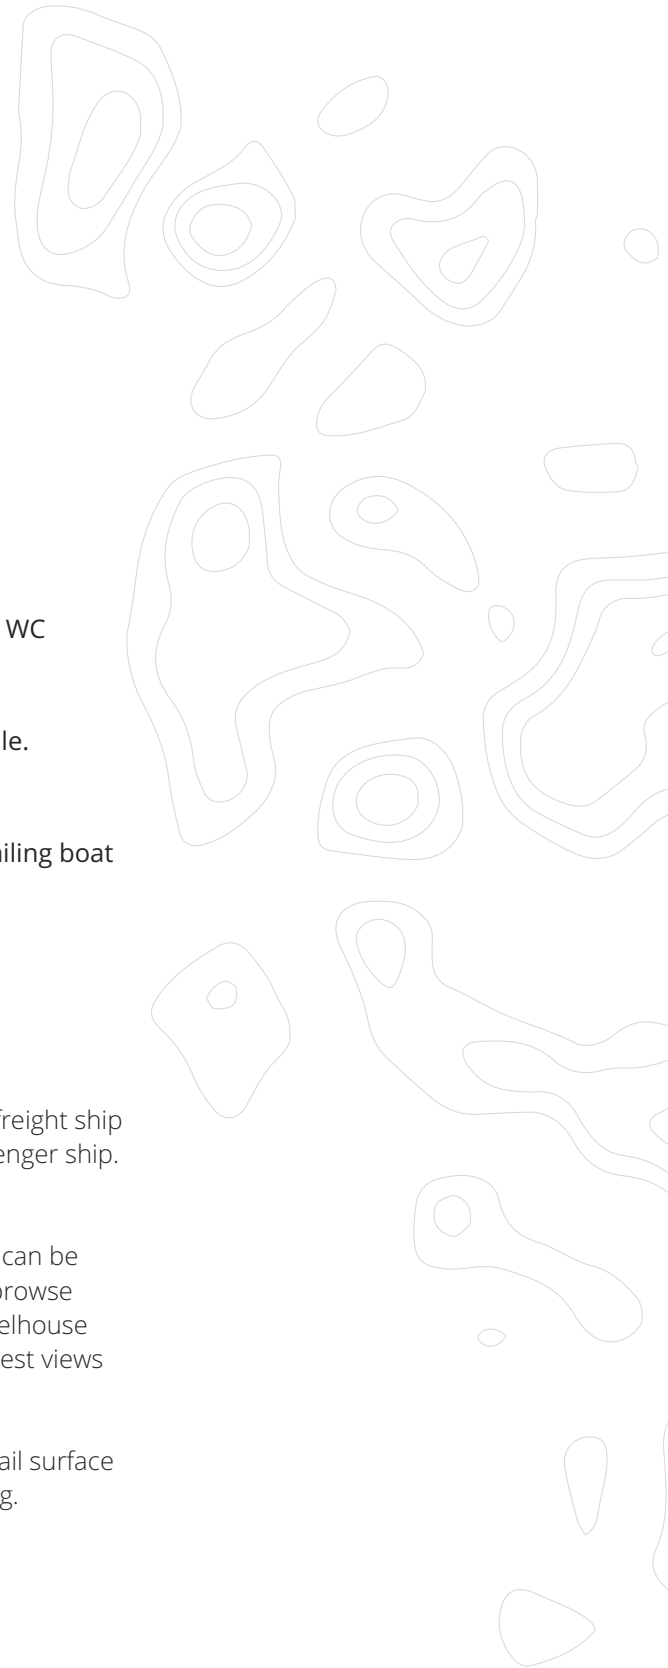 WC
le.
iling boat
freight ship
enger ship.
can be
browse
elhouse
est views
ail surface
g.